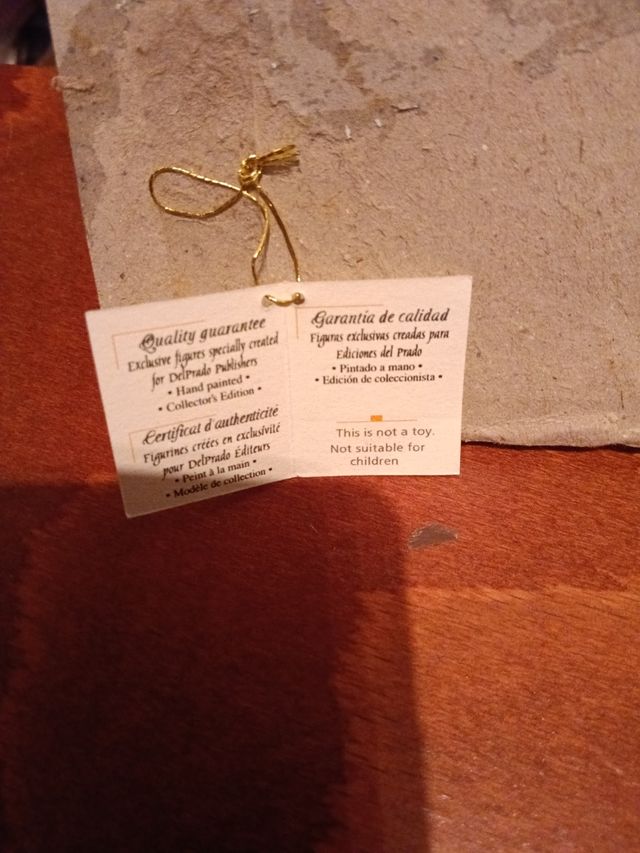 Quality guarantee
Exclusive figures specially created
for DelPrado Publishers
• Hand painted •
• Collector's Edition •
Certificat d'authenticité
Figurines créées en exclusivité
pour DelPrado Éditeurs
• Peint à la main •
• Modèle de collection •
Garantía de calidad
Figuras exclusivas creadas para
Ediciones del Prado
• Pintado a mano •
• Edición de coleccionista •
This is not a toy.
Not suitable for
children